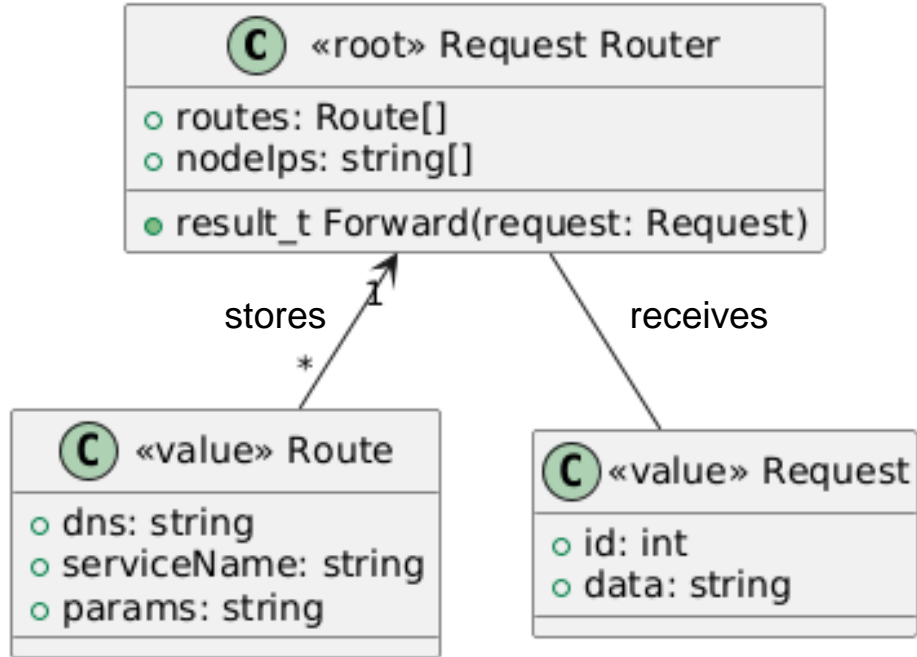 C «root» Request Router
routes: Route[]
nodeIps: string[]
result_t Forward(request: Request)
1
stores
receives
*
C «value» Route
dns: string
serviceName: string
params: string
C «value» Request
id: int
data: string